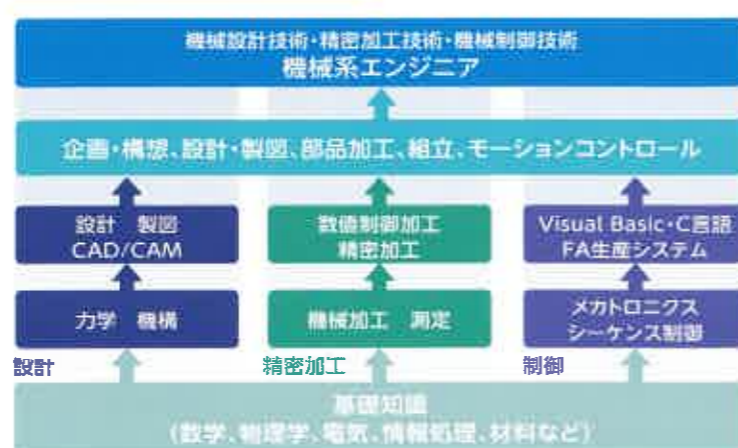 機械設計技術・精密加工技術・機械制御技術
機械系エンジニア
企画・構想、設計・製図、部品加工、組立、モーションコントロール
設計 製図
CAD/CAM
数値制御加工
精密加工
Visual Basic・C言語
FA生産システム
力学 機構
機械加工 測定
メカトロニクス
シーケンス制御
設計
精密加工
制御
基礎知識
(数学、物理学、電気、情報処理、材料など)